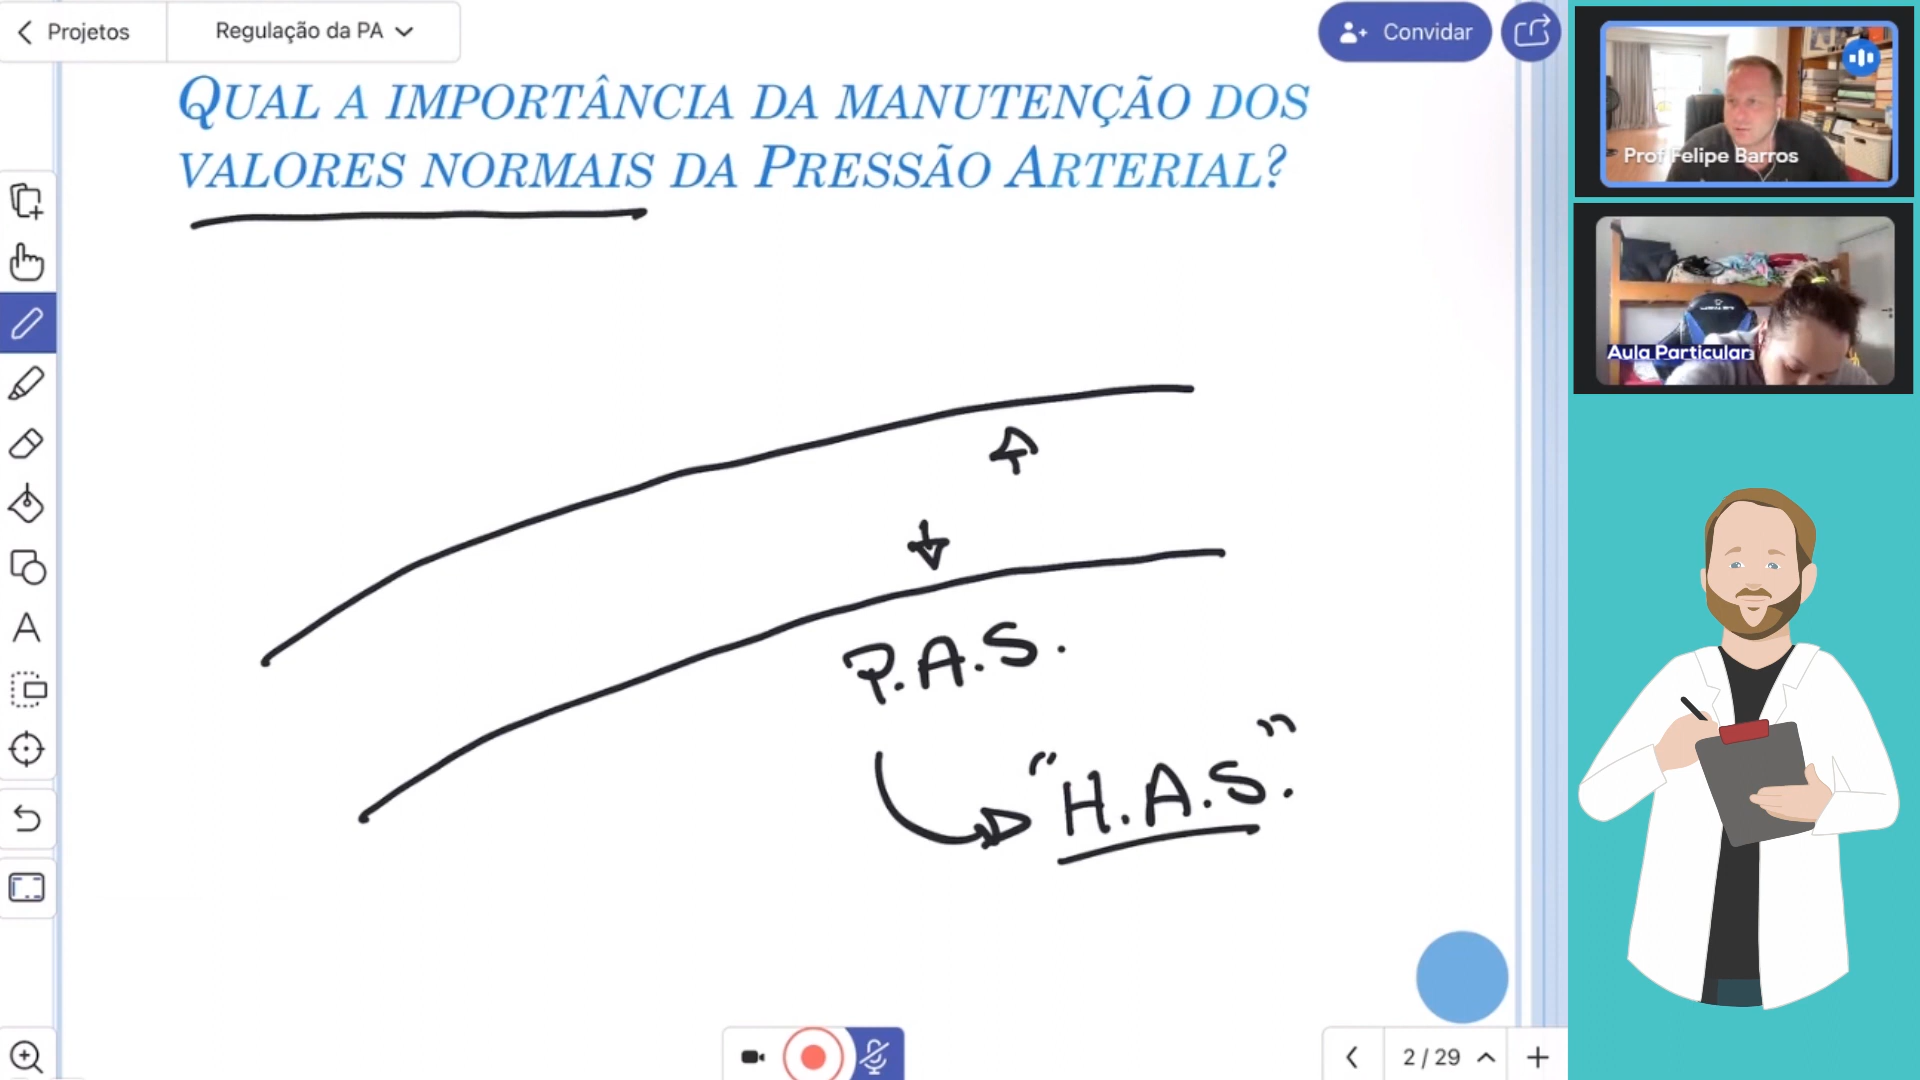 Projetos
Regulação da PA
Convidar
QUAL A IMPORTÂNCIA DA MANUTENÇÃO DOS
VALORES NORMAIS DA PRESSÃO ARTERIAL?
P.A.S.
"H.A.S."
2 / 29
Prof Felipe Barros
Aula Particular